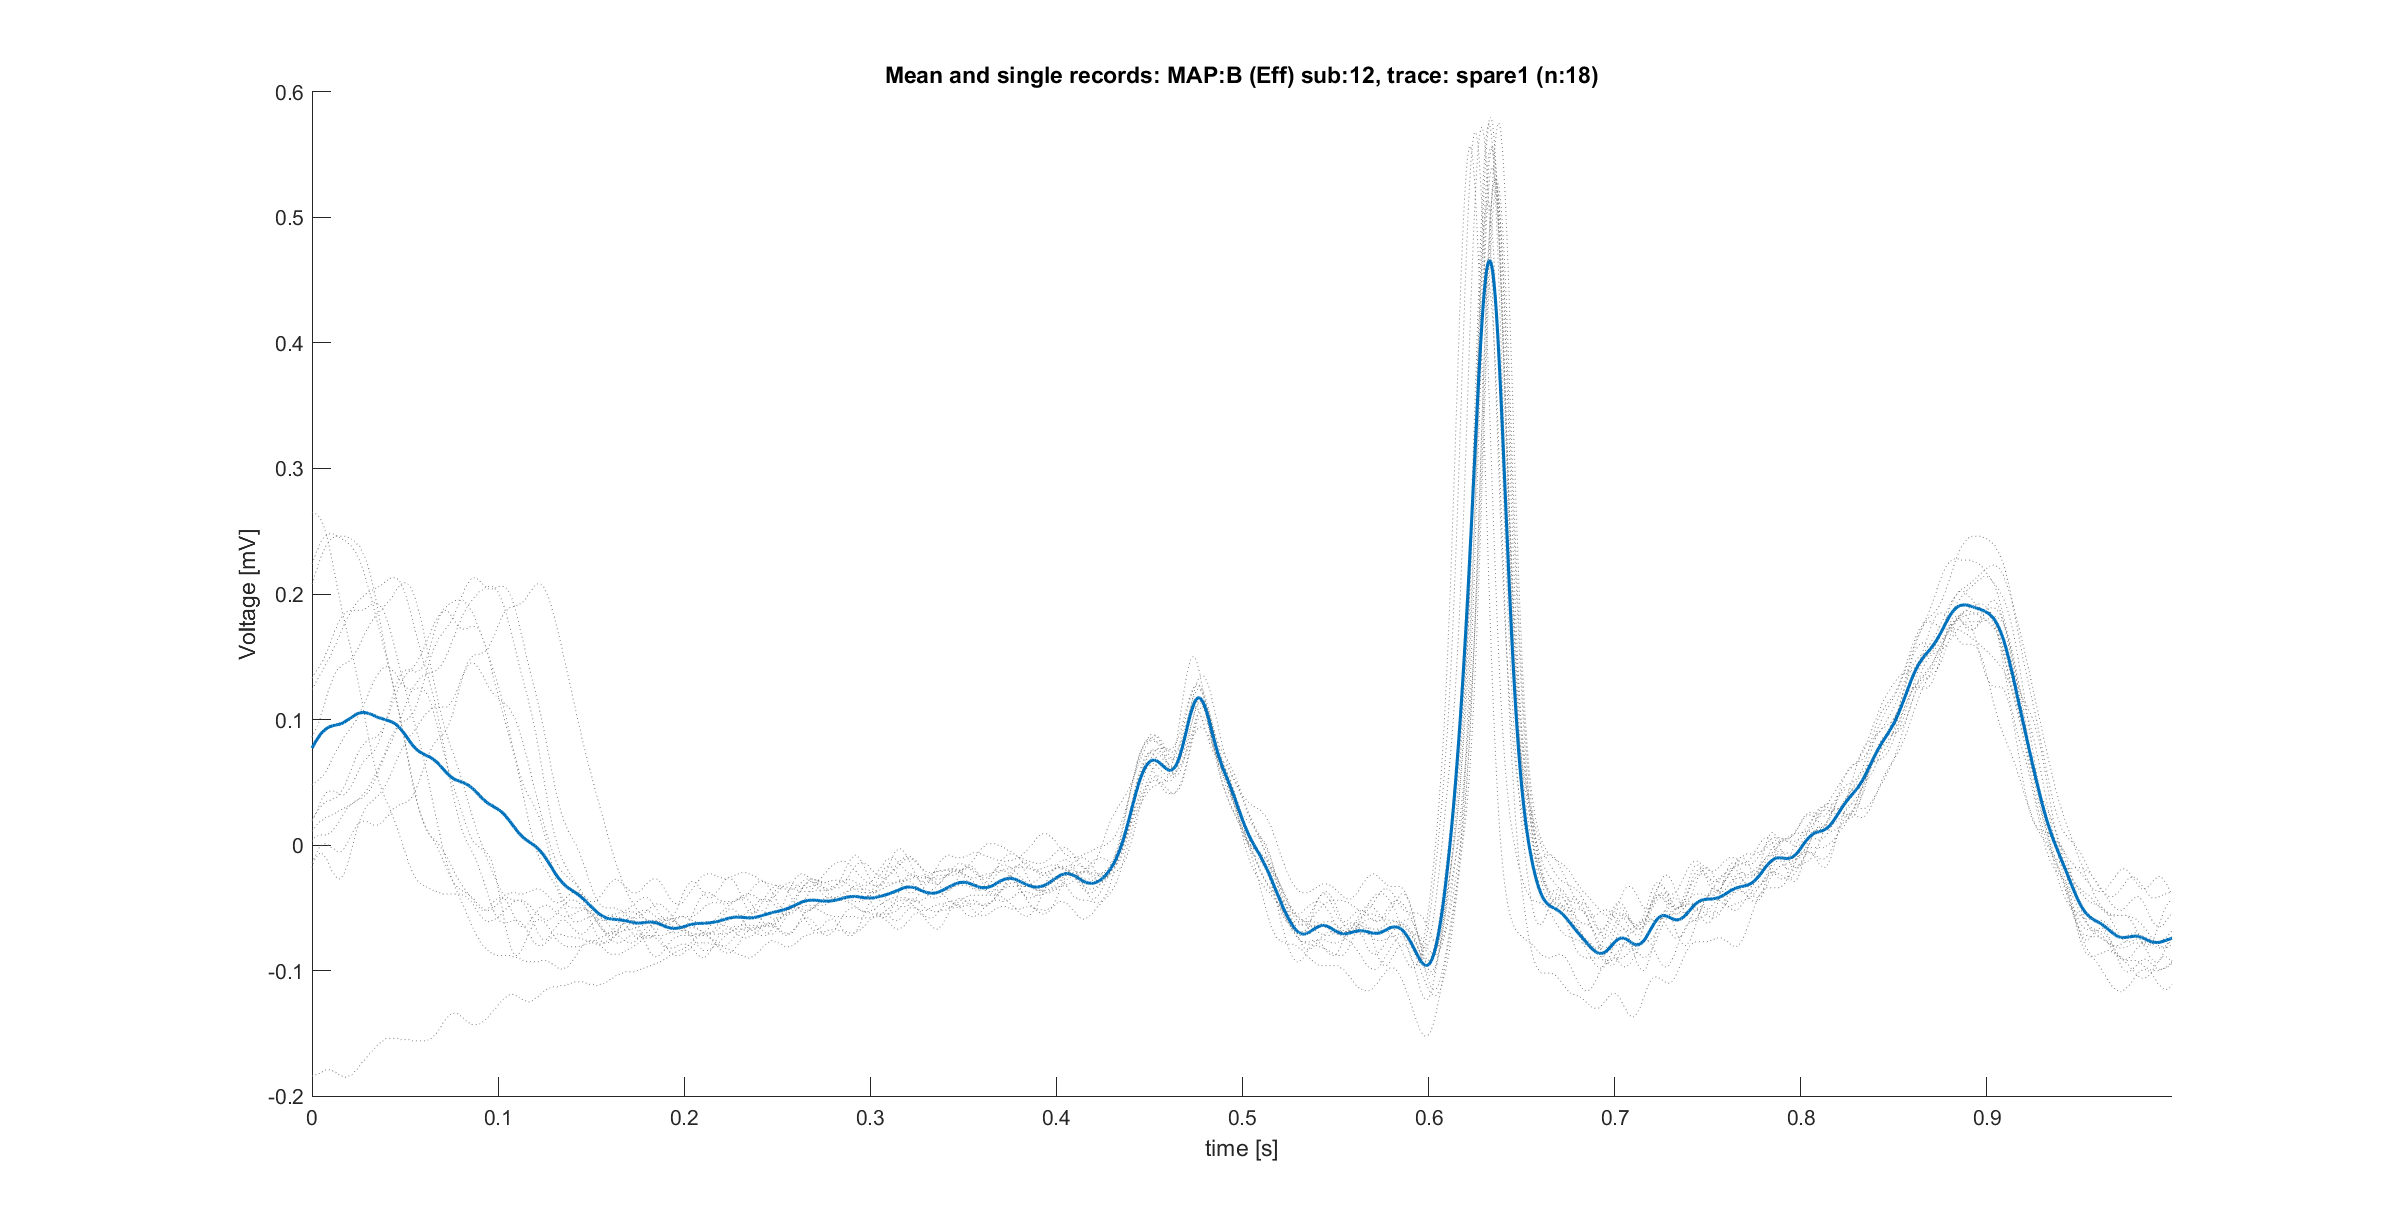 Mean and single records: MAP:B (Eff) sub:12, trace: spare1 (n:18)
0.6
0.5
0.4
0.3
0.2
0.1
0
-0.1
-0.2
Voltage [mV]
0 0.1 0.2 0.3 0.4 0.5 0.6 0.7 0.8 0.9
time [s]